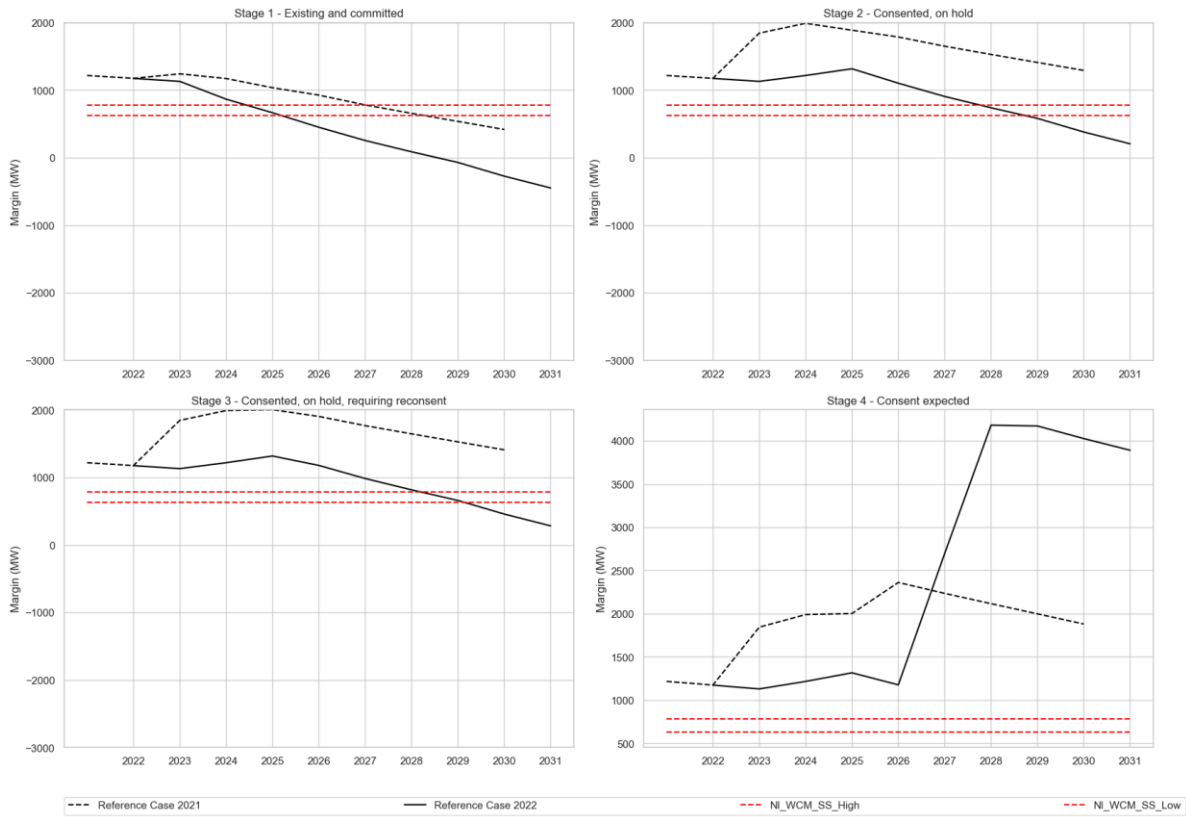 Stage 1 - Existing and committed
Stage 2 - Consented, on hold
2000
1000
0
−1000
−2000
−3000
Margin (MW)
2022 2023 2024 2025 2026 2027 2028 2029 2030 2031
2000
1000
0
−1000
−2000
−3000
Margin (MW)
2022 2023 2024 2025 2026 2027 2028 2029 2030 2031
Stage 3 - Consented, on hold, requiring reconsent
Stage 4 - Consent expected
2000
1000
0
−1000
−2000
−3000
Margin (MW)
2022 2023 2024 2025 2026 2027 2028 2029 2030 2031
4000
3500
3000
2500
2000
1500
1000
500
Margin (MW)
2022 2023 2024 2025 2026 2027 2028 2029 2030 2031
Reference Case 2021 Reference Case 2022 NI_WCM_SS_High NI_WCM_SS_Low